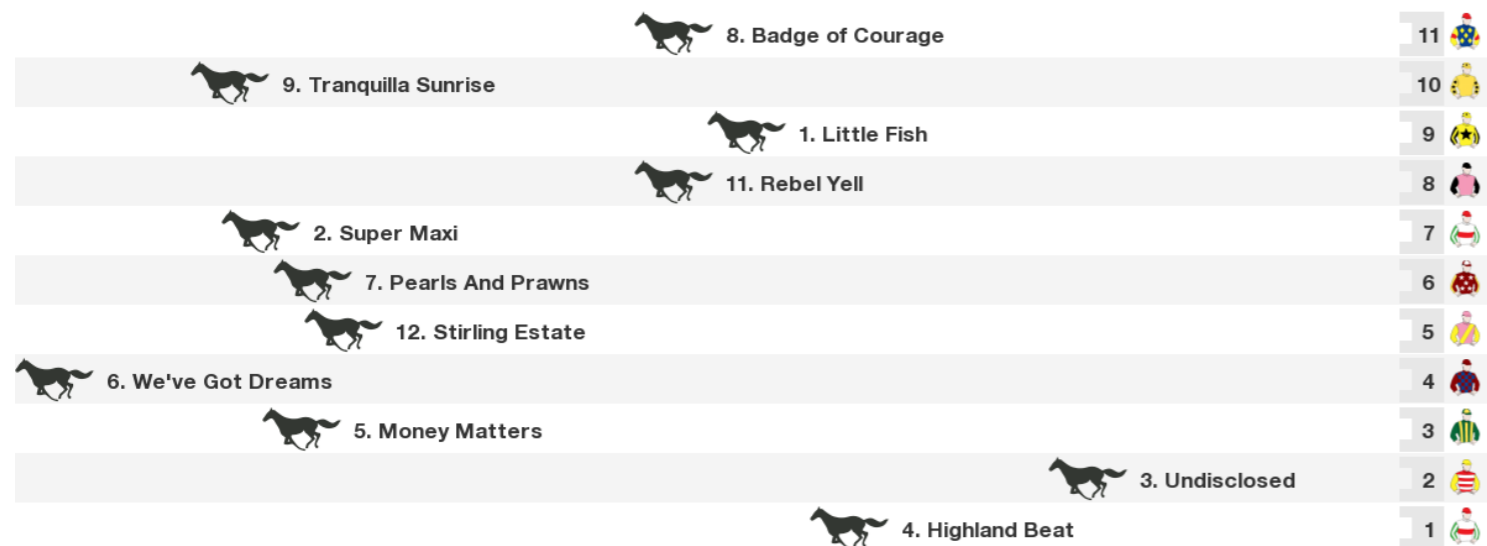 8. Badge of Courage 11
9. Tranquilla Sunrise 10
1. Little Fish 9
11. Rebel Yell 8
2. Super Maxi 7
7. Pearls And Prawns 6
12. Stirling Estate 5
6. We've Got Dreams 4
5. Money Matters 3
3. Undisclosed 2
4. Highland Beat 1